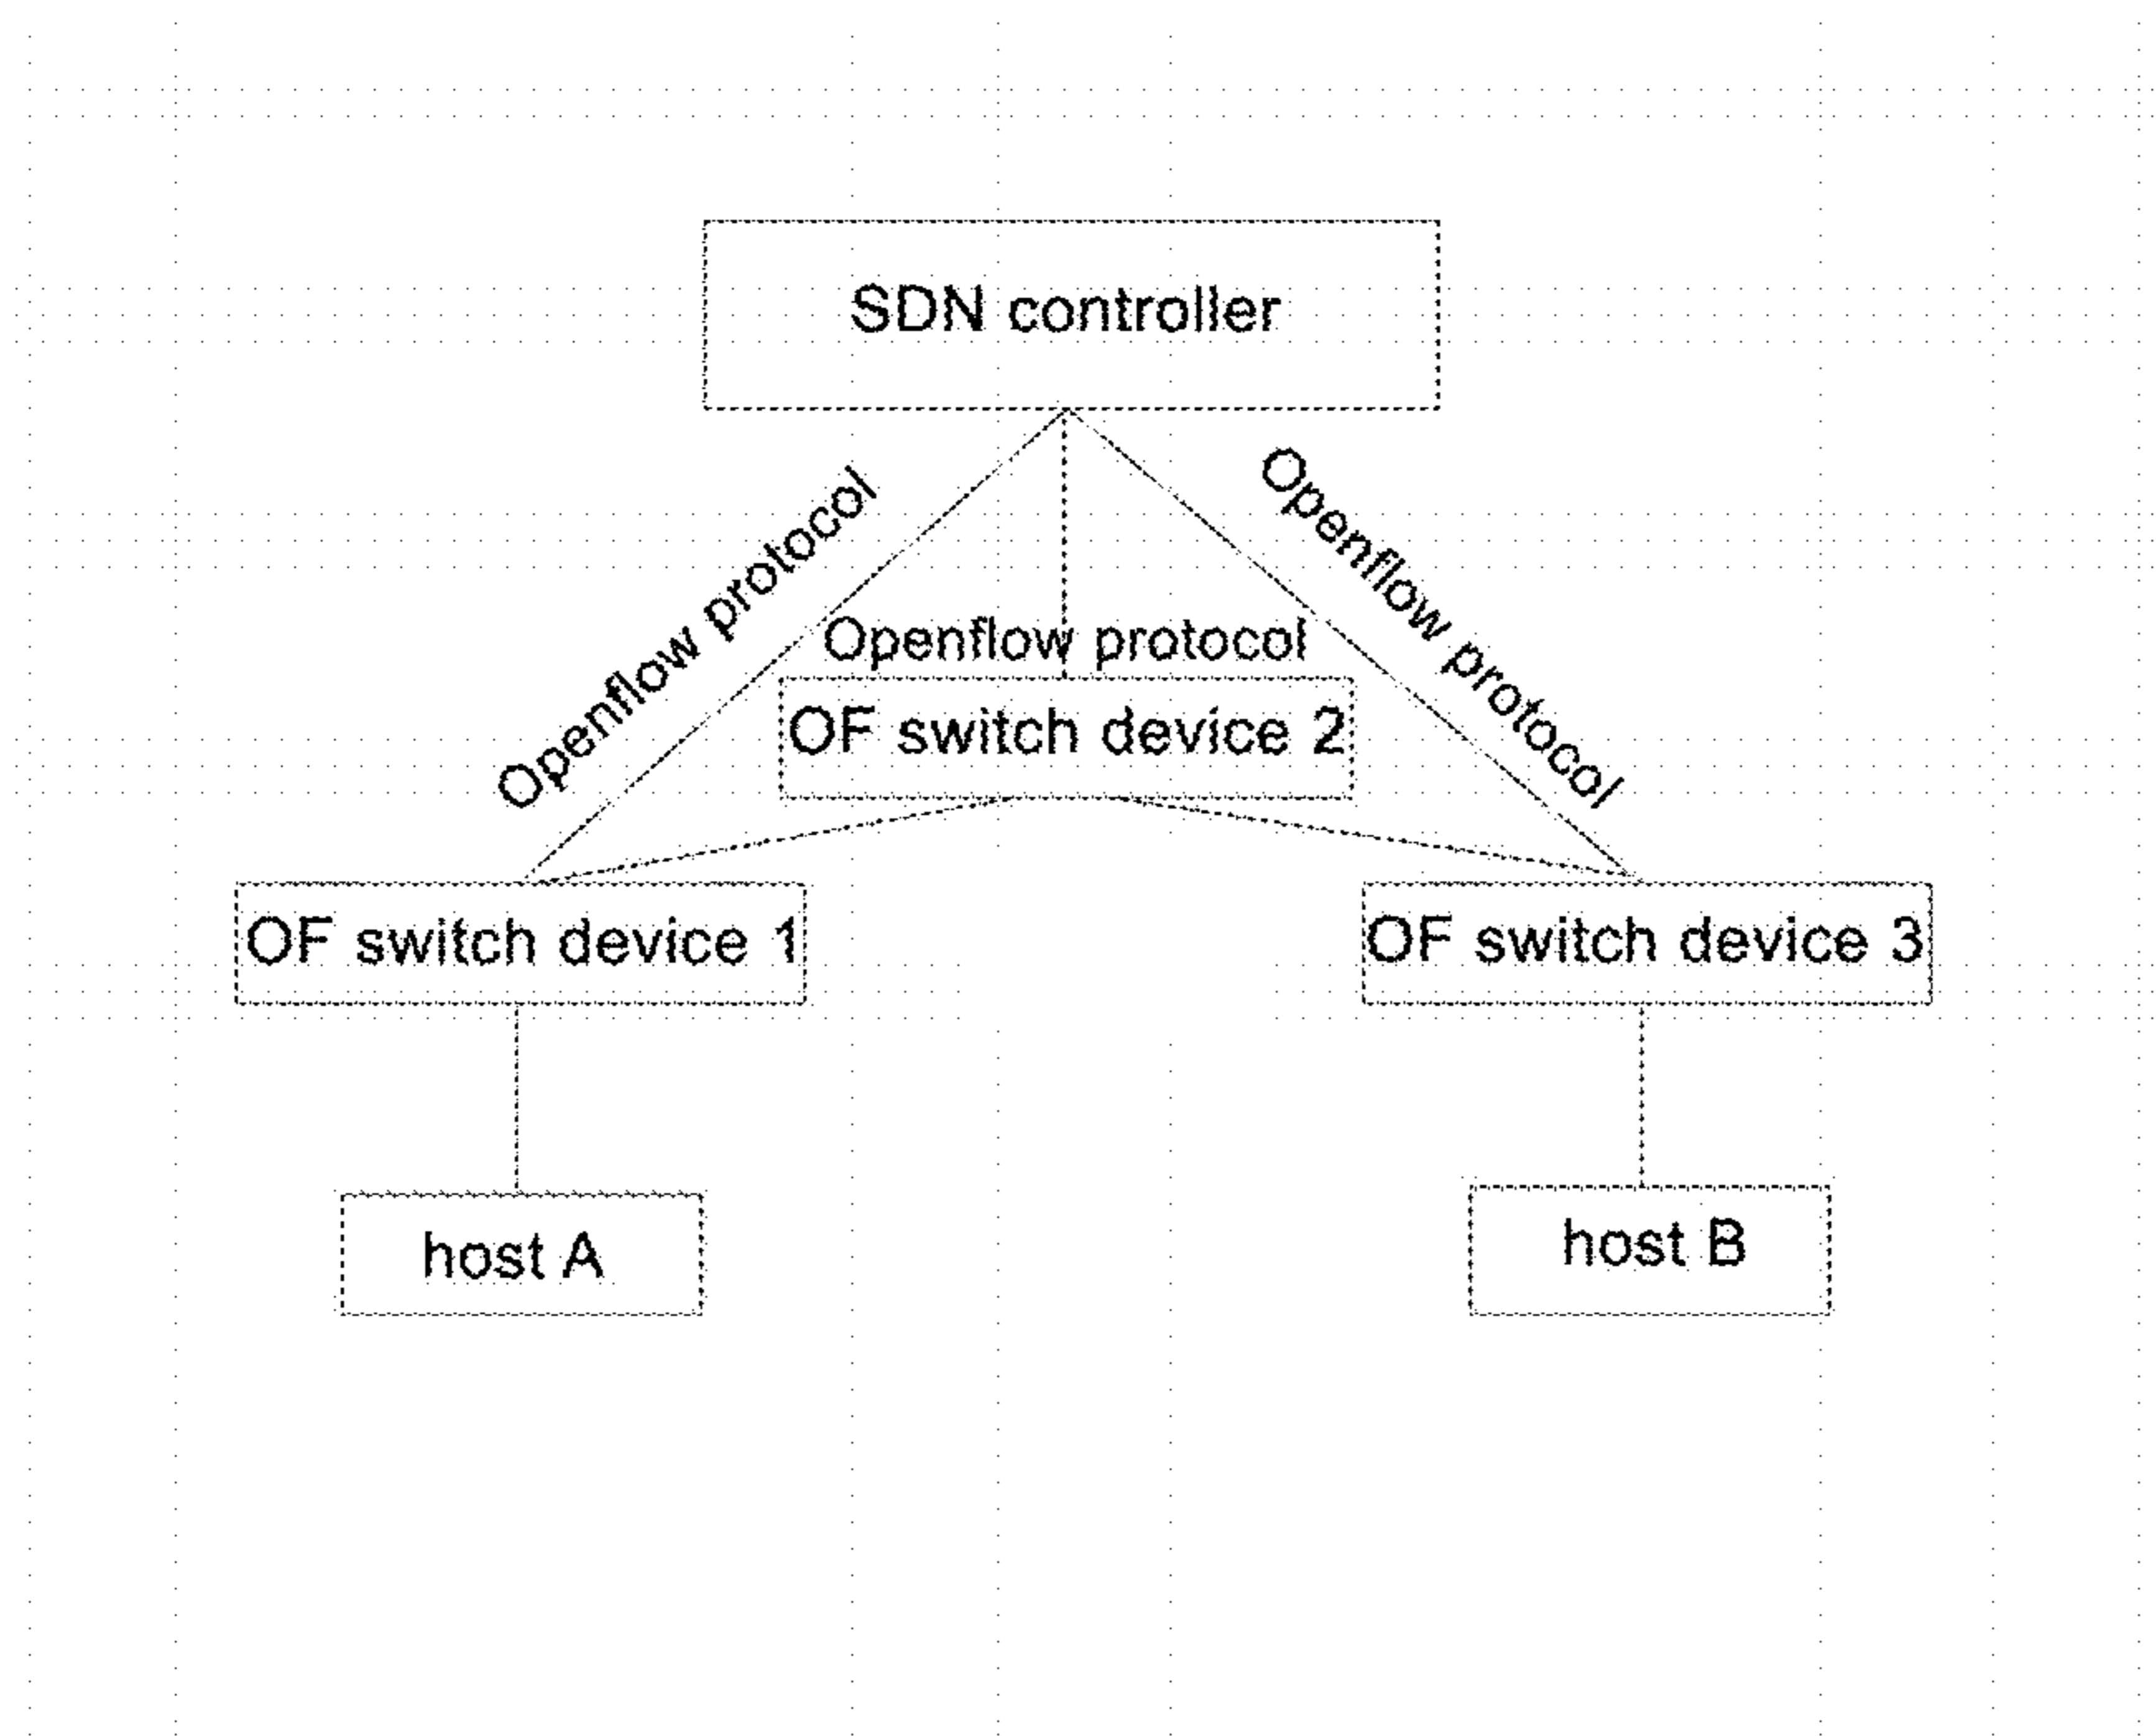 SDN controller
Openflow protocol
Openflow protocol
Openflow protocol
OF switch device 2
OF switch device 1
OF switch device 3
host A
host B